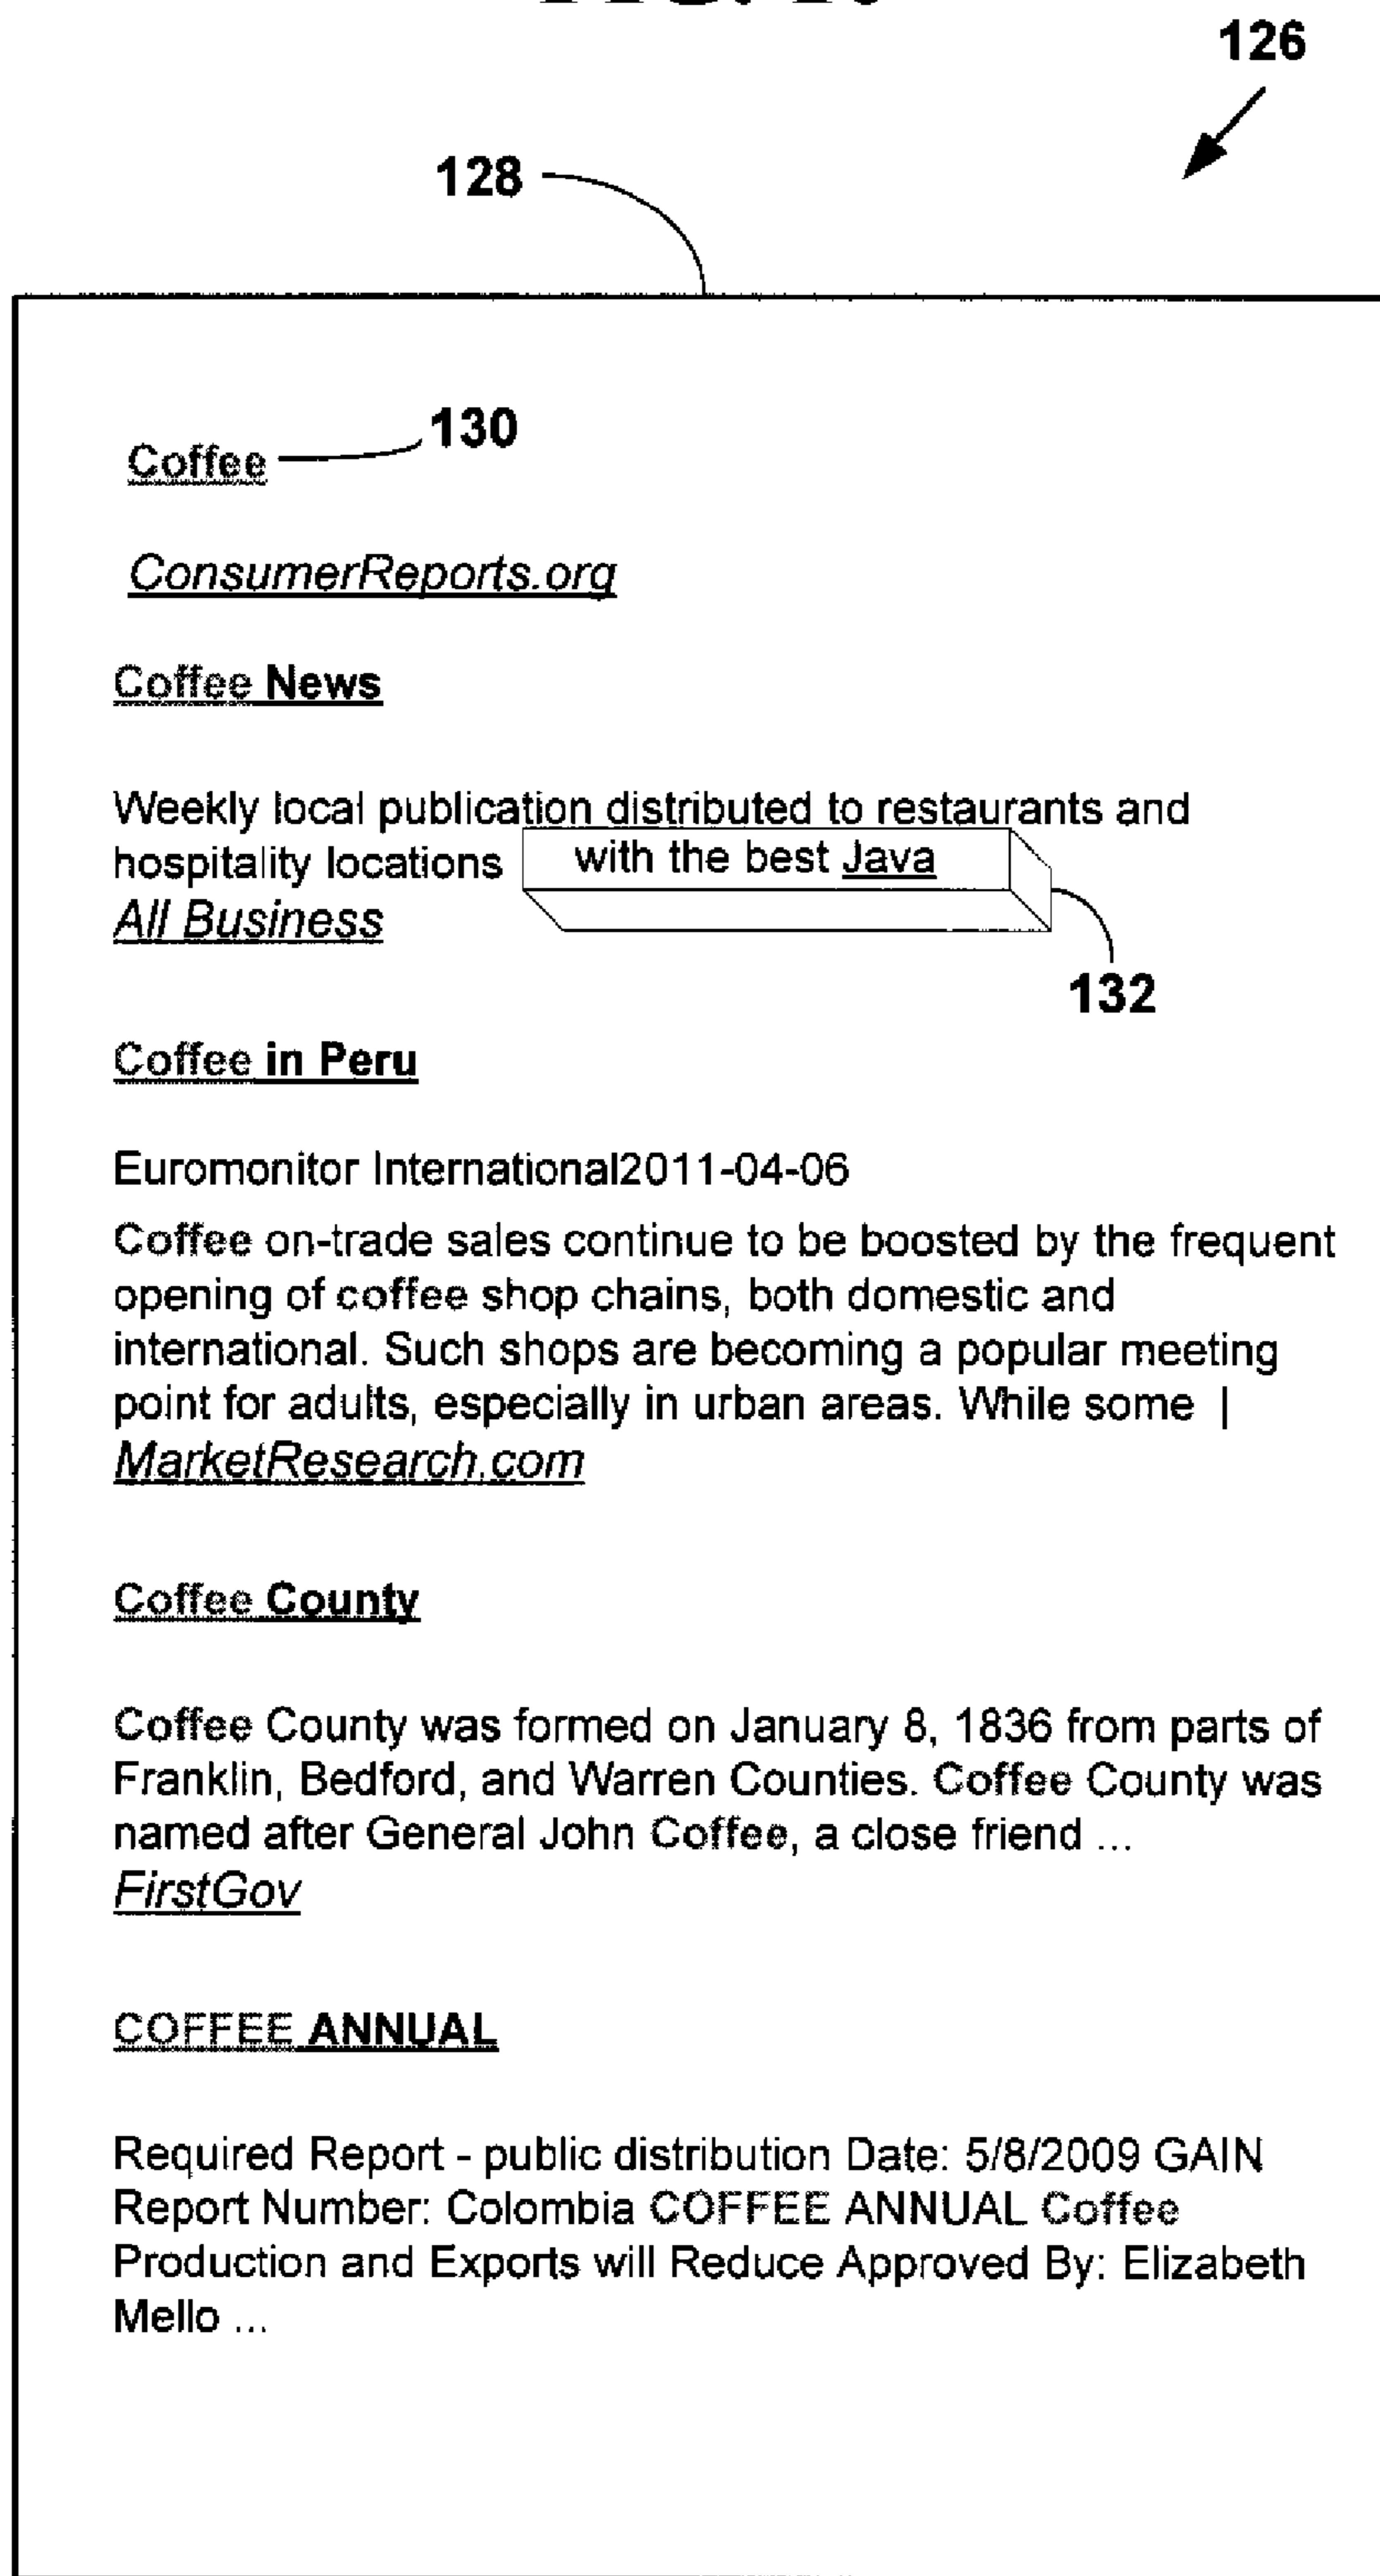 126
128
Coffee 130
ConsumerReports.org
Coffee News
Weekly local publication distributed to restaurants and
hospitality locations with the best Java
All Business
132
Coffee in Peru
Euromonitor International2011-04-06
Coffee on-trade sales continue to be boosted by the frequent
opening of coffee shop chains, both domestic and
international. Such shops are becoming a popular meeting
point for adults, especially in urban areas. While some |
MarketResearch.com
Coffee County
Coffee County was formed on January 8, 1836 from parts of
Franklin, Bedford, and Warren Counties. Coffee County was
named after General John Coffee, a close friend ...
FirstGov
COFFEE ANNUAL
Required Report - public distribution Date: 5/8/2009 GAIN
Report Number: Colombia COFFEE ANNUAL Coffee
Production and Exports will Reduce Approved By: Elizabeth
Mello ...